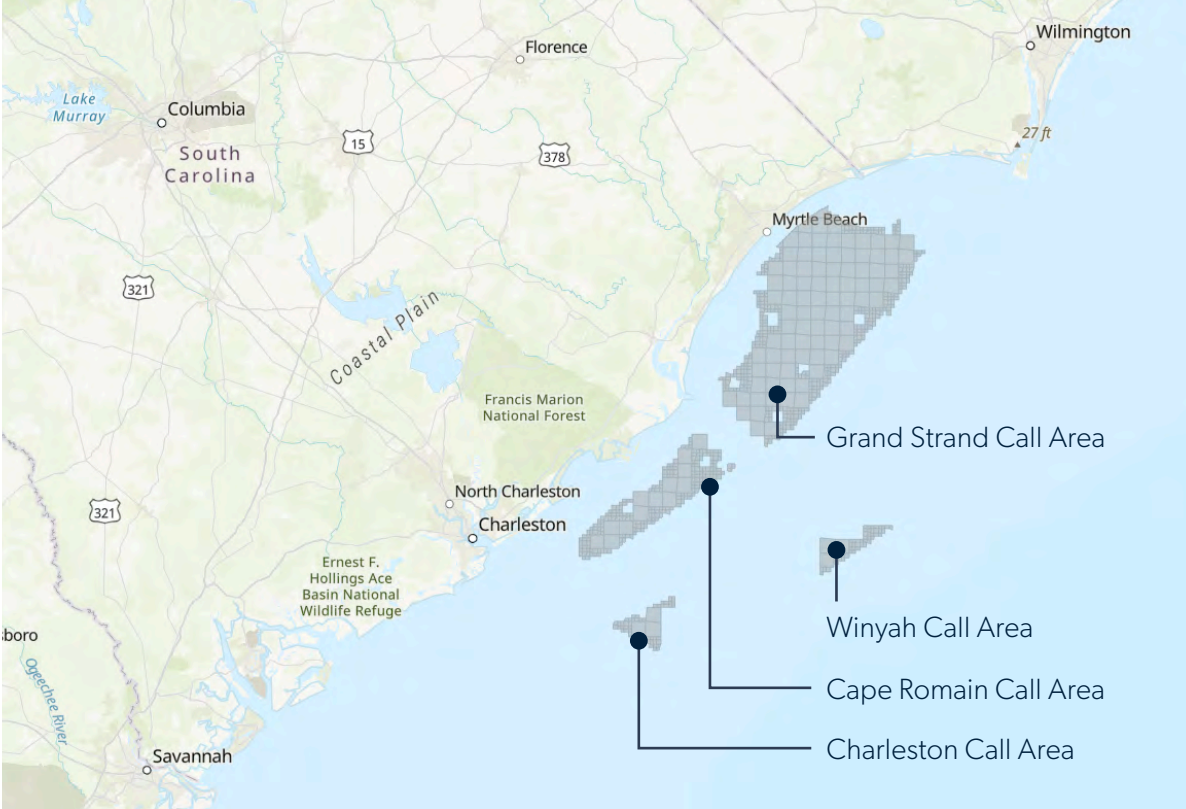 Wilmington
Florence
Lake
Murray
Columbia
27 ft
15
378
South
Carolina
Myrtle Beach
321
Coastal Plain
Francis Marion
National Forest
Grand Strand Call Area
North Charleston
321
Charleston
Ernest F.
Hollings Ace
Basin National
Wildlife Refuge
Winyah Call Area
sboro
Ogeechee River
Cape Romain Call Area
Charleston Call Area
Savannah